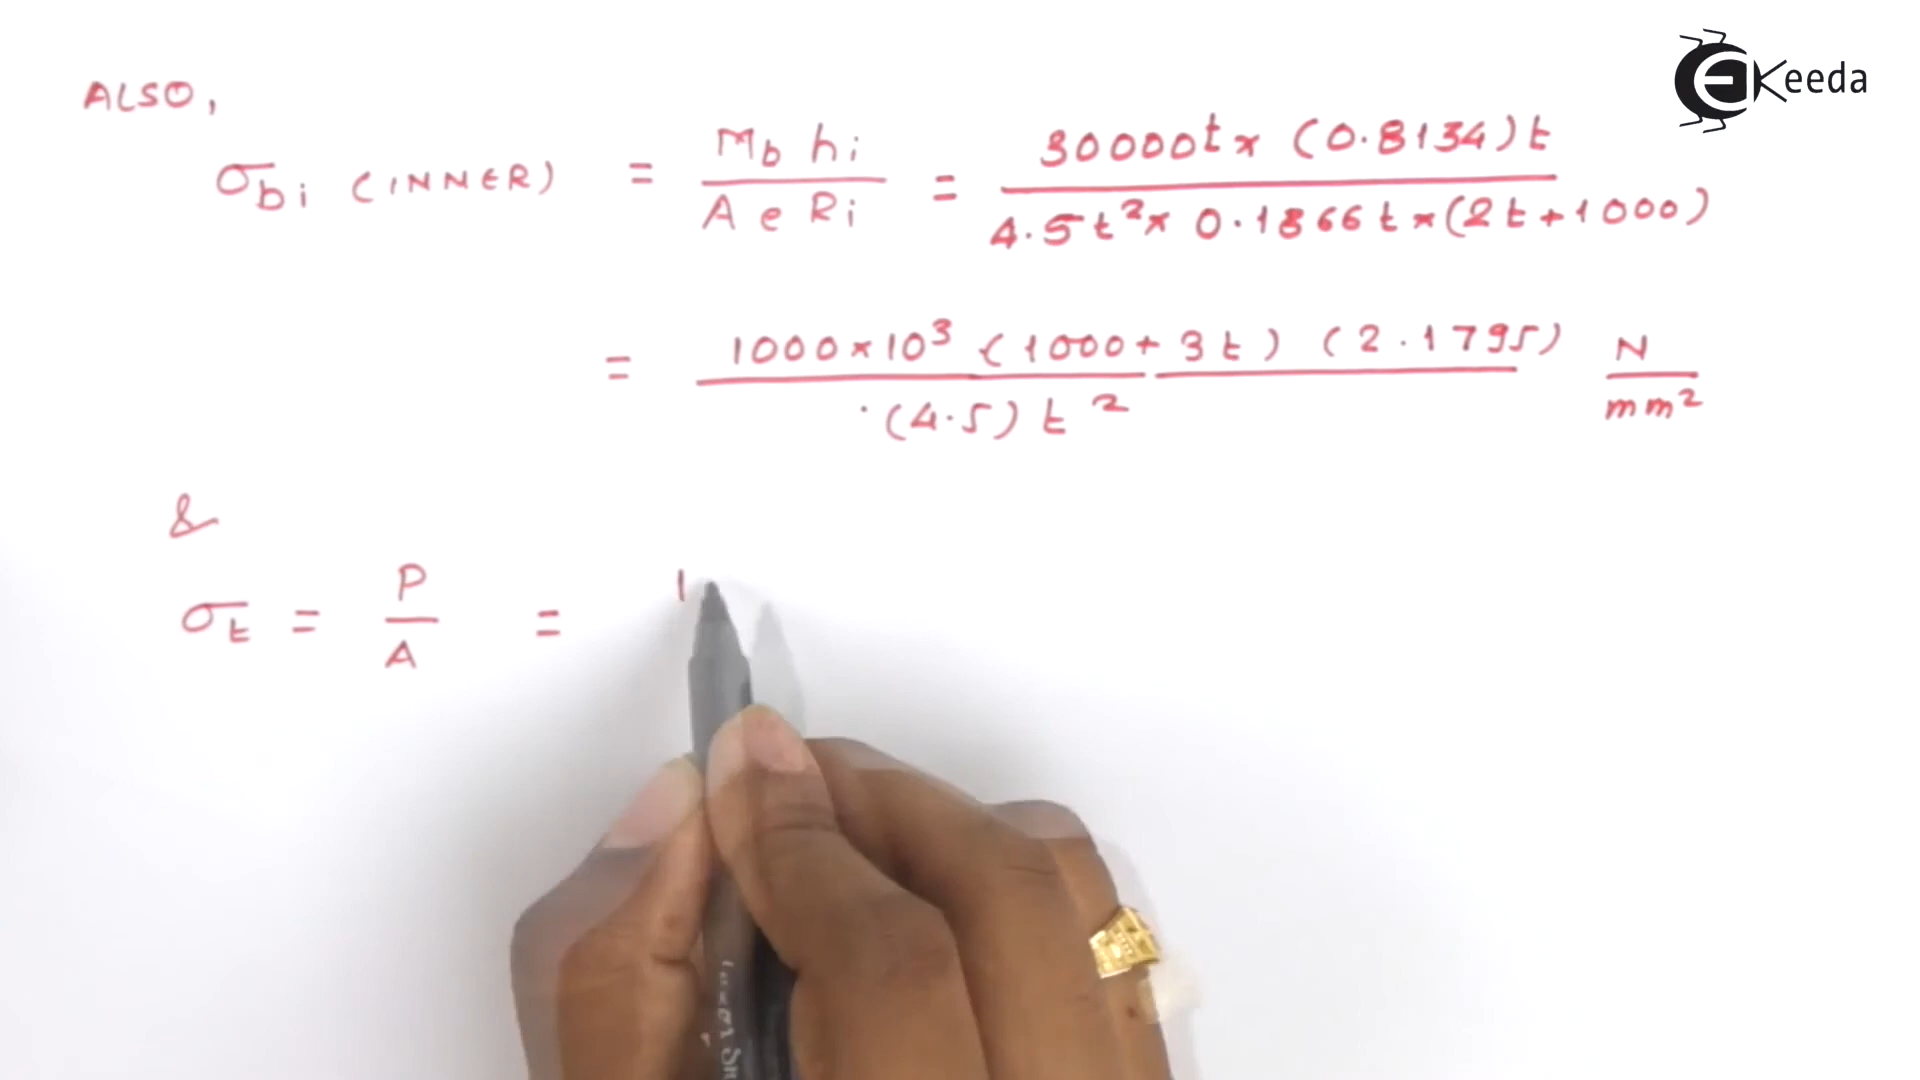 eKeeda
ALSO,
σbi (INNER) = Mb hi / A e Ri = 30000t × (0.8134)t / 4.5t² × 0.1866t × (2t+1000)
= 1000×10³ (1000+3t) (2.1795) / (4.5) t² N/mm²
&
σt = P/A = 1